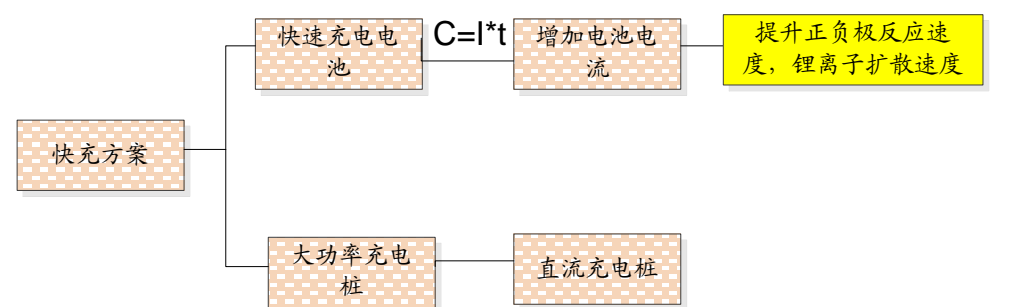 快速充电电
池
C=I*t
增加电池电
流
提升正负极反应速
度，锂离子扩散速度
快充方案
大功率充电
桩
直流充电桩